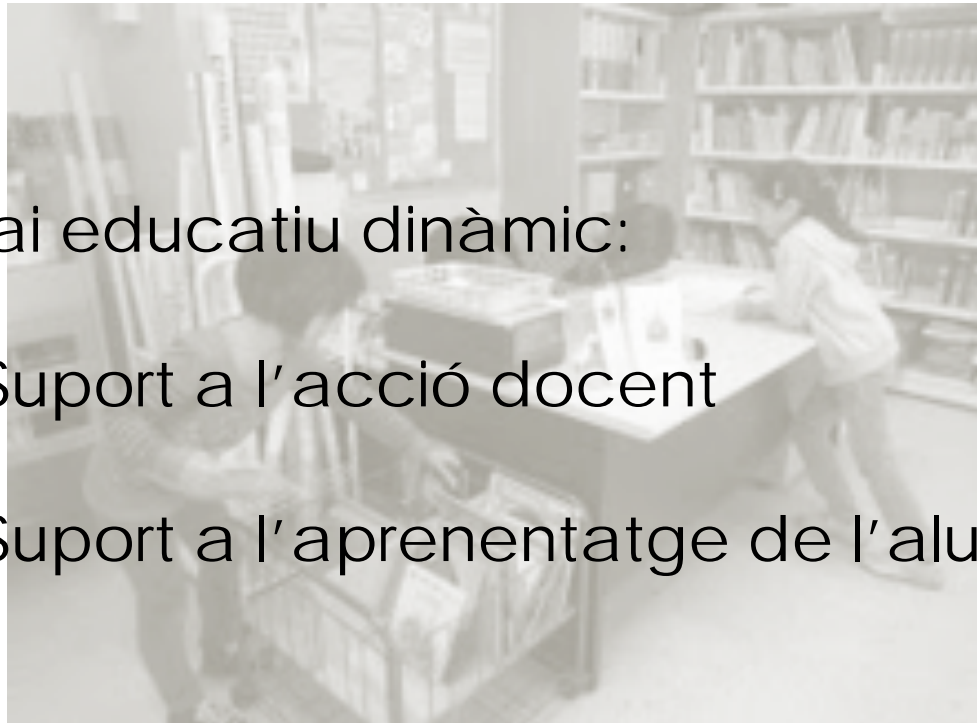 ai educatiu dinàmic:
Suport a l'acció docent
Suport a l'aprenentatge de l'alu